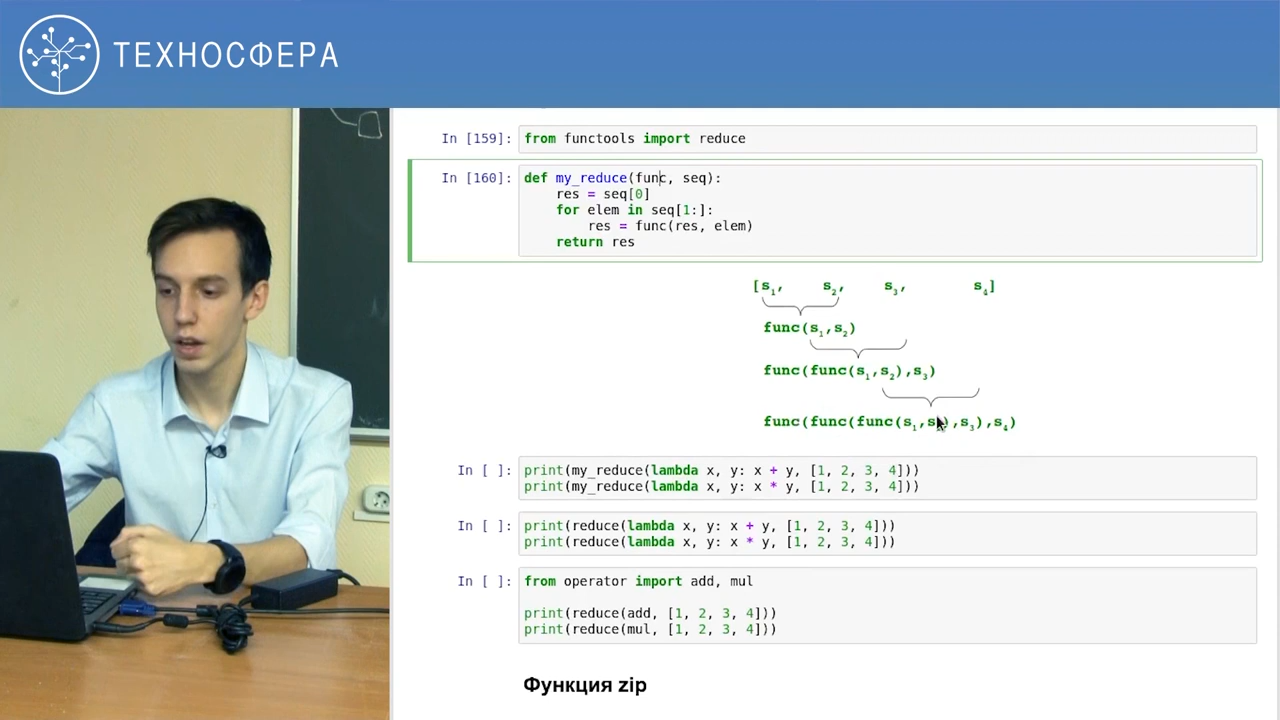 ТЕХНОСФЕРА
In [159]: from functools import reduce
In [160]: def my_reduce(func, seq):
    res = seq[0]
    for elem in seq[1:]:
        res = func(res, elem)
    return res
[s1, s2, s3, s4]
func(s1,s2)
func(func(s1,s2),s3)
func(func(func(s1,s2),s3),s4)
In [ ]: print(my_reduce(lambda x, y: x + y, [1, 2, 3, 4]))
print(my_reduce(lambda x, y: x * y, [1, 2, 3, 4]))
In [ ]: print(reduce(lambda x, y: x + y, [1, 2, 3, 4]))
print(reduce(lambda x, y: x * y, [1, 2, 3, 4]))
In [ ]: from operator import add, mul
print(reduce(add, [1, 2, 3, 4]))
print(reduce(mul, [1, 2, 3, 4]))
Функция zip